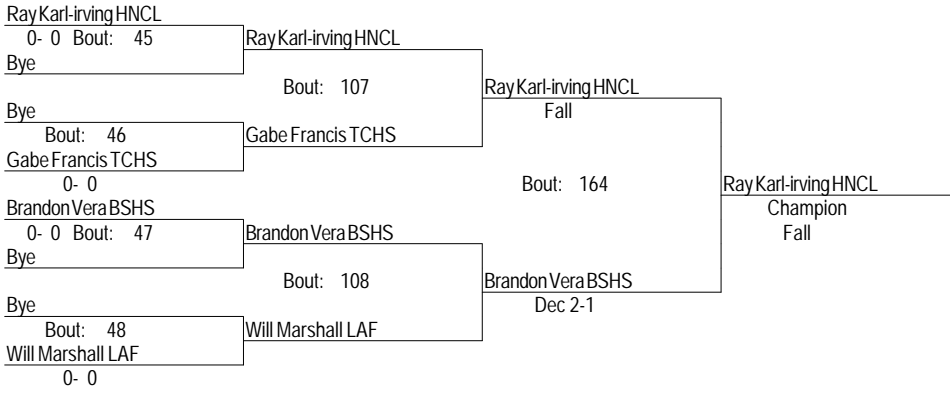 Ray Karl-irving HNCL
0- 0 Bout: 45
Ray Karl-irving HNCL
Bye
Bout: 107
Ray Karl-irving HNCL
Bye
Fall
Bout: 46
Gabe Francis TCHS
Gabe Francis TCHS
0- 0
Bout: 164
Ray Karl-irving HNCL
Brandon Vera BSHS
Champion
0- 0 Bout: 47
Brandon Vera BSHS
Fall
Bye
Bout: 108
Brandon Vera BSHS
Bye
Dec 2-1
Bout: 48
Will Marshall LAF
Will Marshall LAF
0- 0